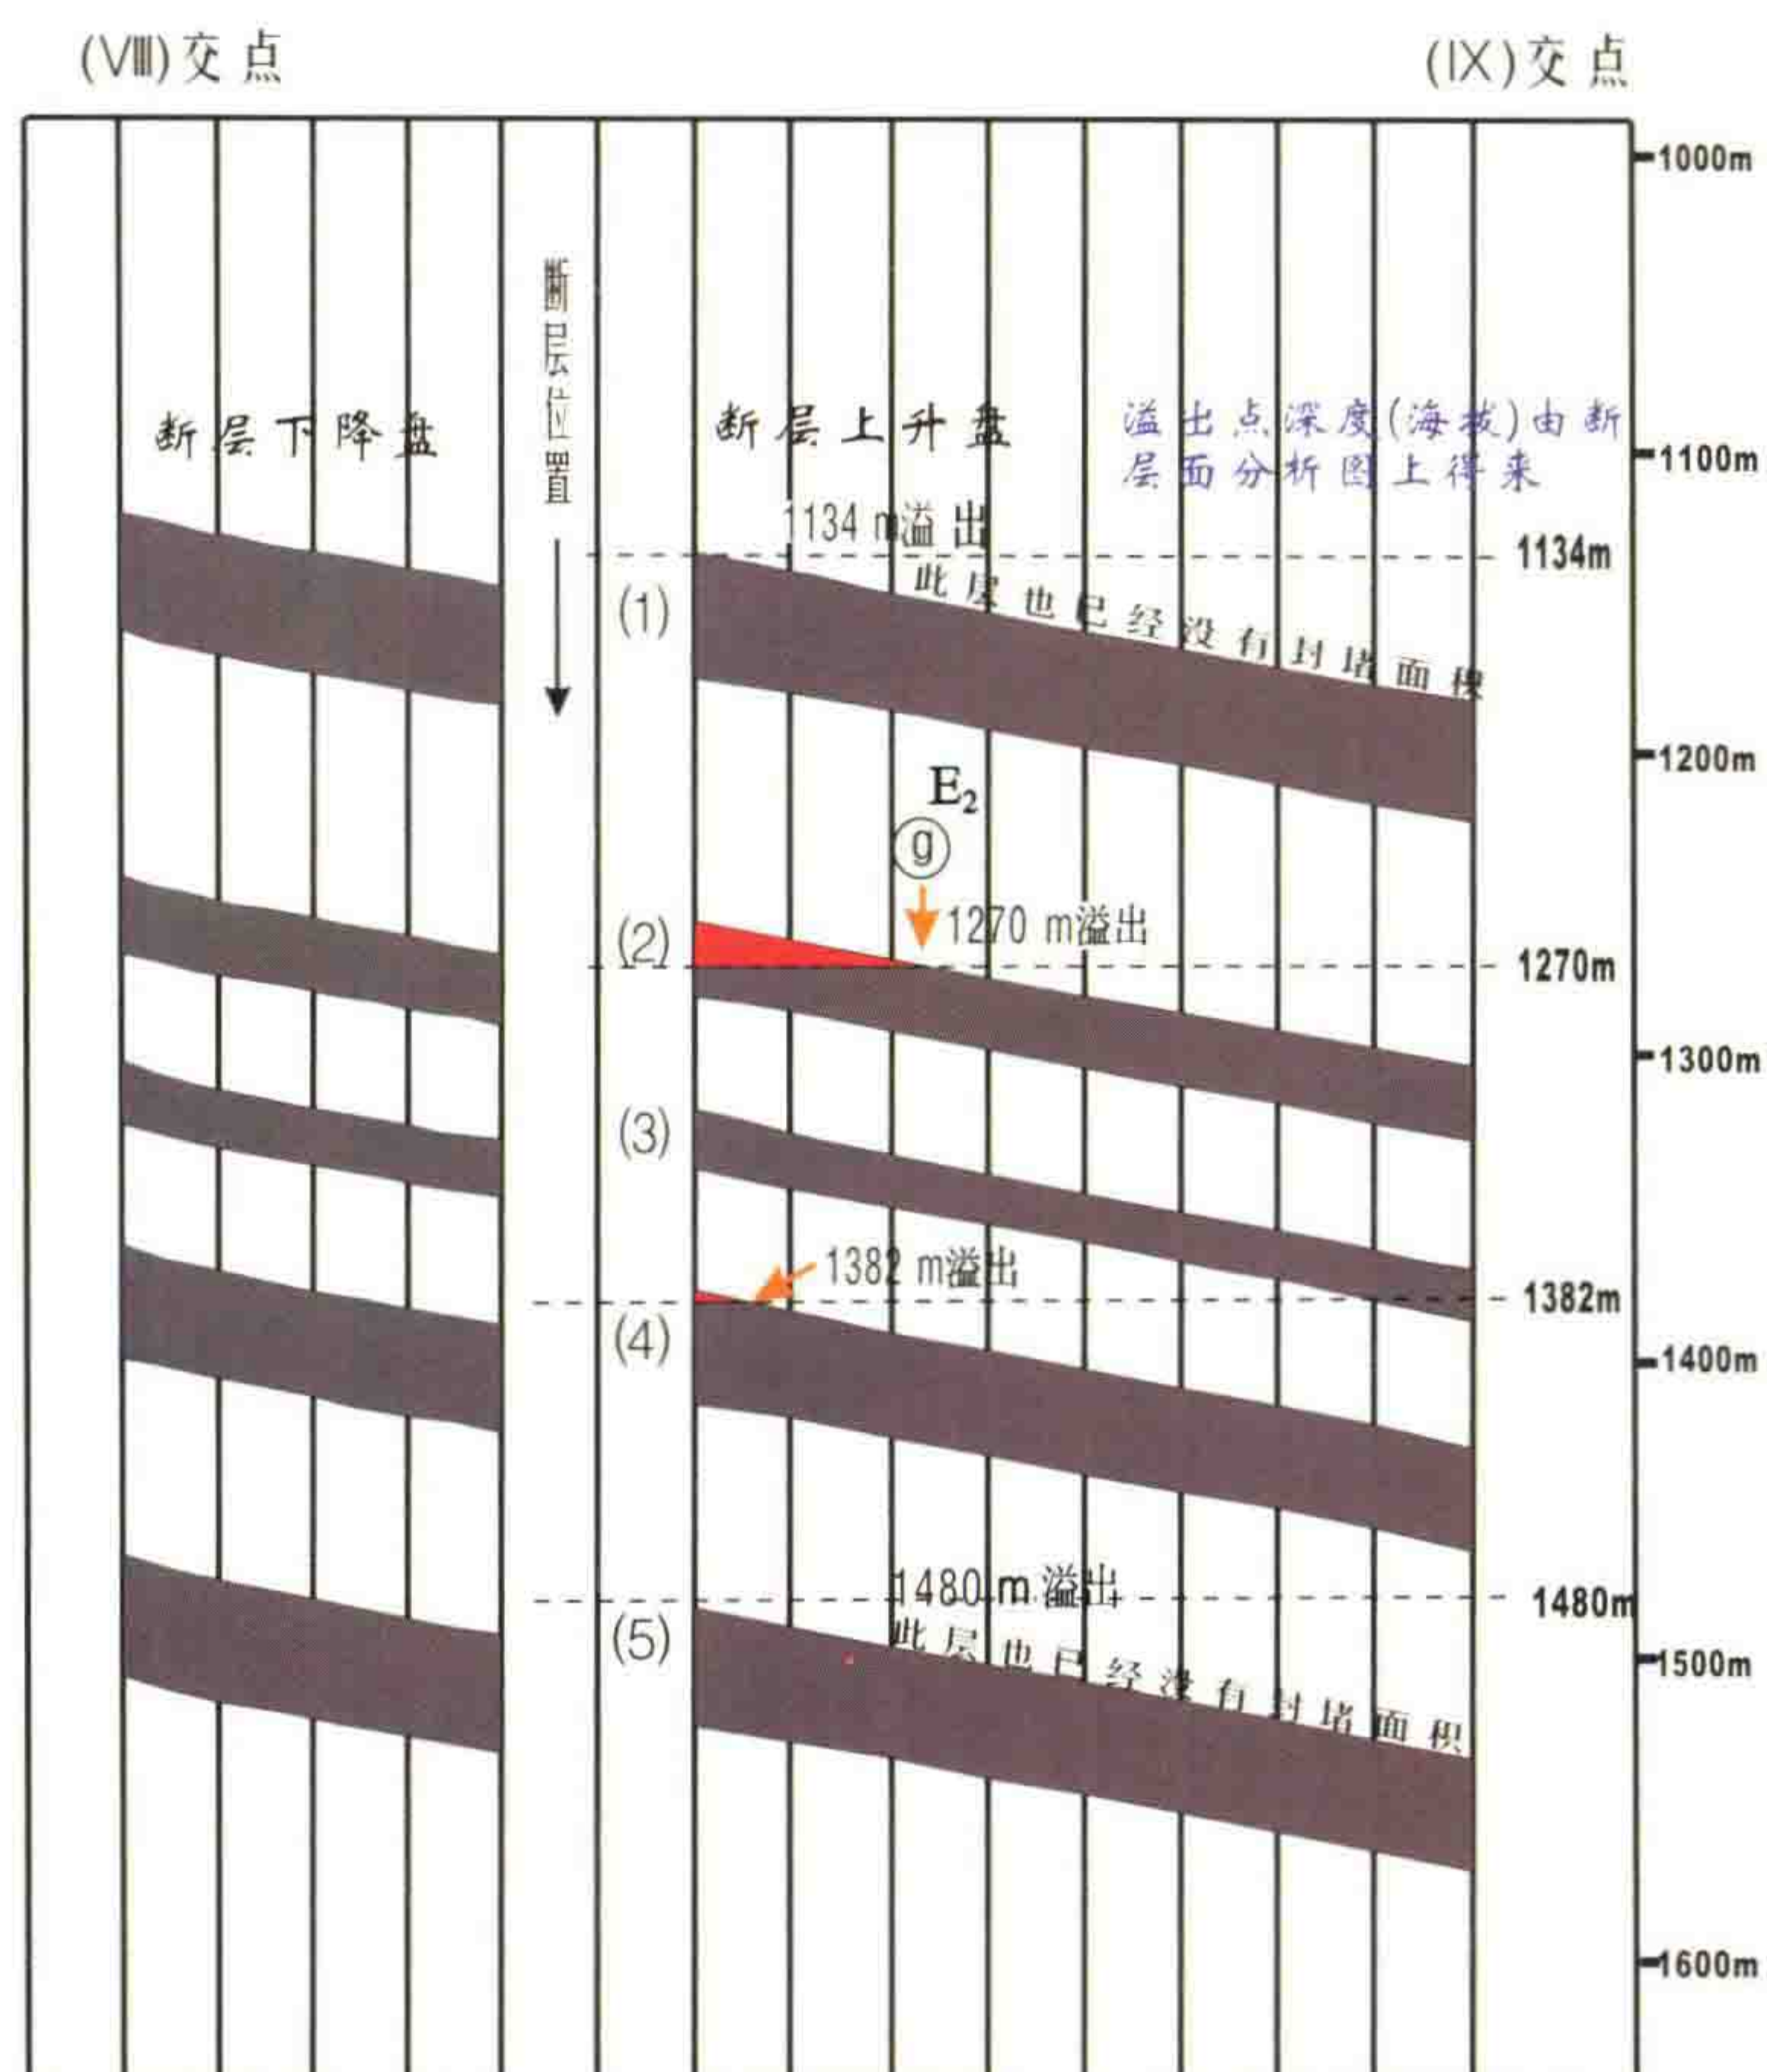 (Ⅷ)交点
(Ⅸ)交点
1000m
断层位置
断层下降盘
断层上升盘
溢出点深度(海拔)由断
层面分析图上得来
1100m
1134 m溢出
1134m
(1)
此层也已经没有封堵面积
1200m
E₂
g
(2)
1270 m溢出
1270m
1300m
(3)
1382 m溢出
1382m
(4)
1400m
1480 m溢出
1480m
(5)
此层也已经没有封堵面积
1500m
1600m